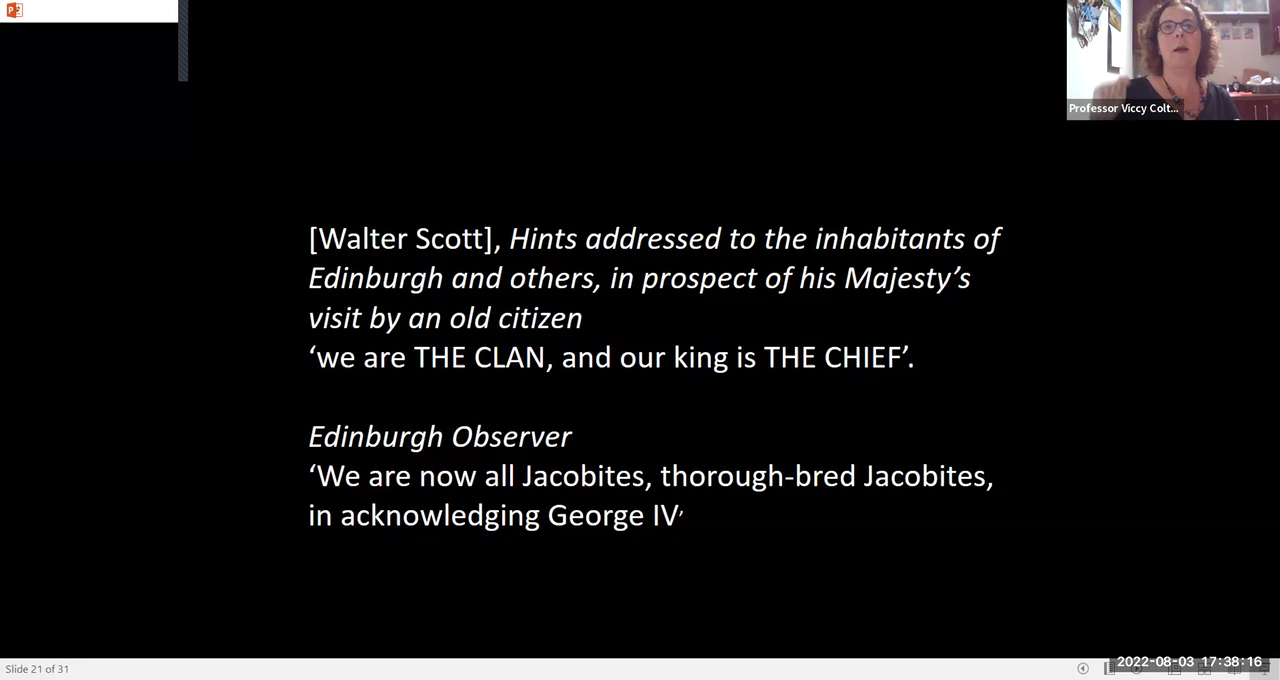 Professor Viccy Colt...
[Walter Scott], Hints addressed to the inhabitants of
Edinburgh and others, in prospect of his Majesty’s
visit by an old citizen
‘we are THE CLAN, and our king is THE CHIEF’.
Edinburgh Observer
‘We are now all Jacobites, thorough-bred Jacobites,
in acknowledging George IV’
Slide 21 of 31
2022-08-03 17:38:16